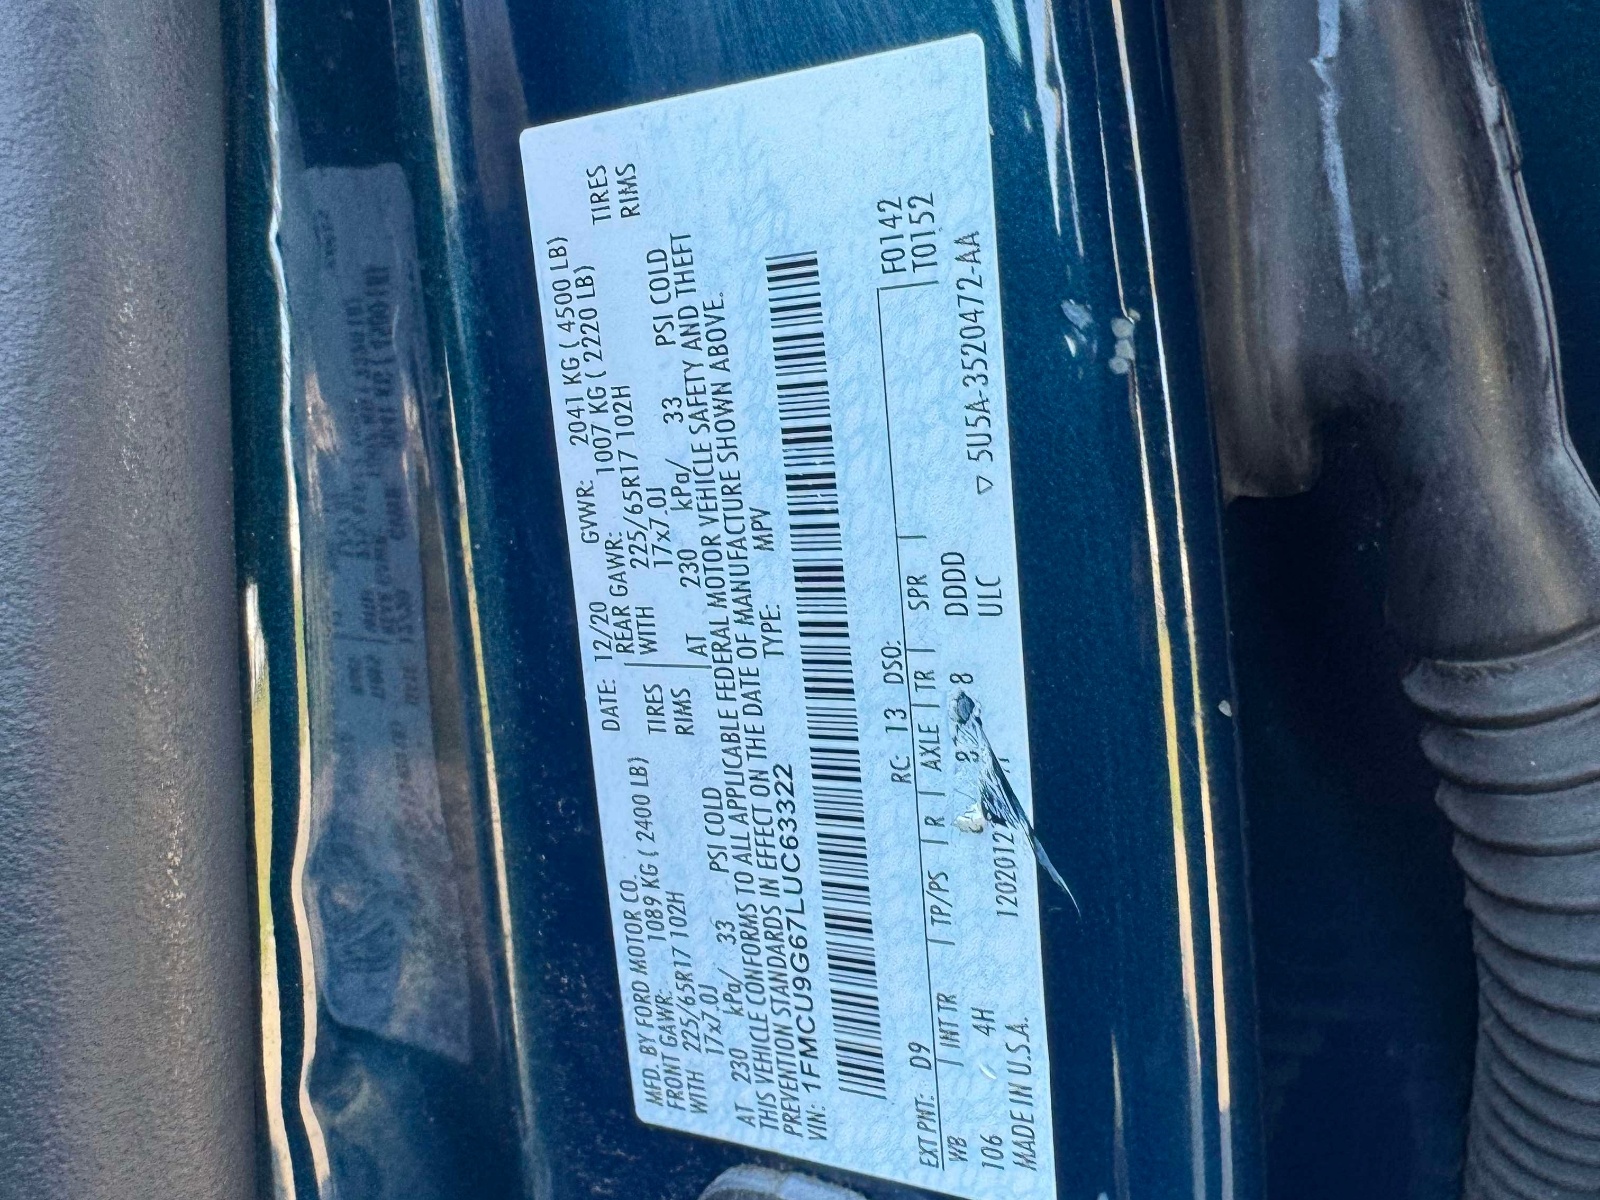 MFD. BY FORD MOTOR CO. DATE: 12/20 GVWR: 2041 KG ( 4500 LB)
FRONT GAWR: 1089 KG ( 2400 LB) REAR GAWR: 1007 KG ( 2220 LB)
WITH 225/65R17 102H TIRES WITH 225/65R17 102H TIRES
17x7.0J RIMS 17x7.0J RIMS
AT 230 kPa/ 33 PSI COLD AT 230 kPa/ 33 PSI COLD
THIS VEHICLE CONFORMS TO ALL APPLICABLE FEDERAL MOTOR VEHICLE SAFETY AND THEFT
PREVENTION STANDARDS IN EFFECT ON THE DATE OF MANUFACTURE SHOWN ABOVE.
VIN: 1FMCU9G67LUC63322 TYPE: MPV
EXT PNT: D9 RC: 13 DSO: F0142
WB | INT TR | TP/PS | R | AXLE | TR | SPR | T0152
106 4H 8 DDDD
MADE IN U.S.A. ULC ▽ 5U5A-3520472-AA